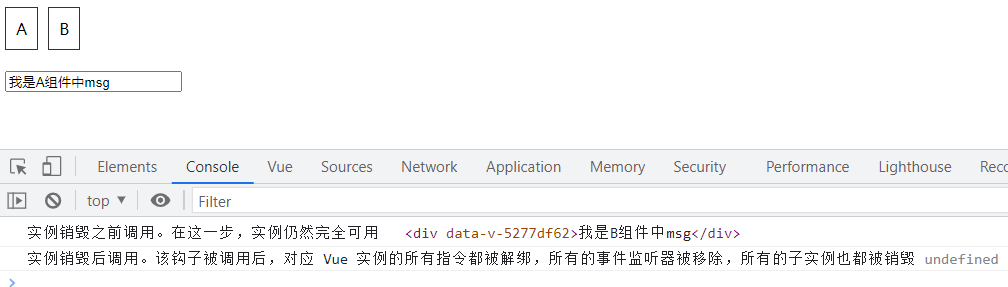 A B
我是A组件中msg
Elements Console Vue Sources Network Application Memory Security Performance Lighthouse Reco
top Filter
实例销毁之前调用。在这一步，实例仍然完全可用 <div data-v-5277df62>我是B组件中msg</div>
实例销毁后调用。该钩子被调用后，对应 Vue 实例的所有指令都被解绑，所有的事件监听器被移除，所有的子实例也都被销毁 undefined